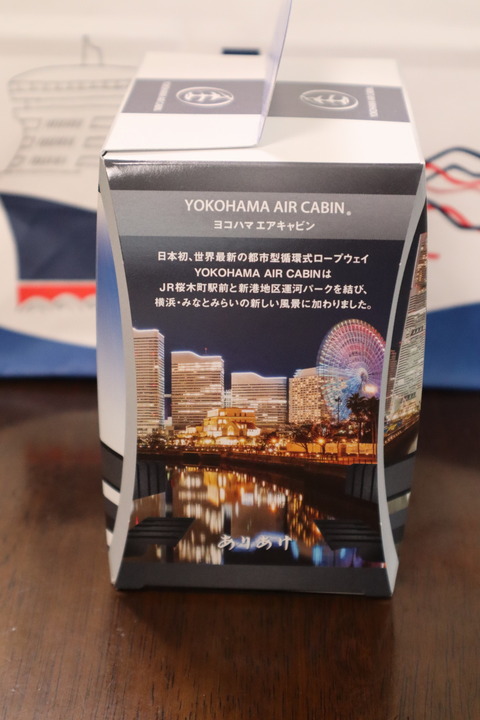 YOKOHAMA AIR CABIN®
ヨコハマ エアキャビン
日本初、世界最新の都市型循環式ロープウェイ
YOKOHAMA AIR CABINは
JR桜木町駅前と新港地区運河パークを結び、
横浜・みなとみらいの新しい風景に加わりました。
ありあけ